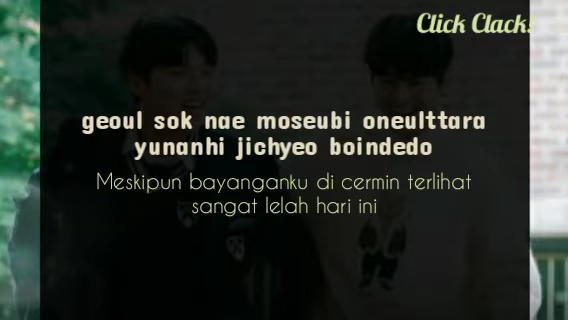 Click Clack!
geoul sok nae moseubi oneulttara
yunanhi jichyeo boindedo
Meskipun bayanganku di cermin terlihat
sangat lelah hari ini